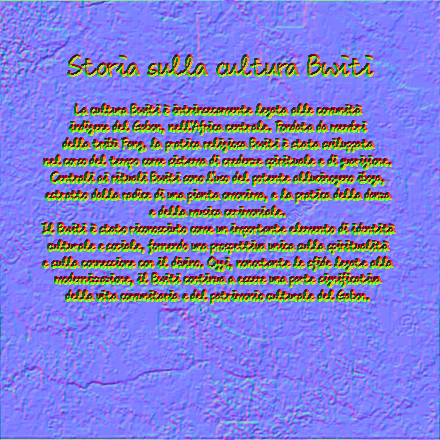 Storia sulla cultura Bwiti
La cultura Bwiti è intrinsecamente legata alle comunità
indigene del Gabon, nell'Africa centrale. Fondata da membri
della tribù Fang, la pratica religiosa Bwiti è stata sviluppata
nel corso del tempo come sistema di credenze spirituale e di guarigione.
Centrali ai rituali Bwiti sono l'uso del potente allucinogeno iboga,
estratto dalla radice di una pianta omonima, e la pratica della danza
e della musica cerimoniale.
Il Bwiti è stato riconosciuto come un importante elemento di identità
culturale e sociale, fornendo una prospettiva unica sulla spiritualità
e sulla connessione con il divino. Oggi, nonostante le sfide legate alla
modernizzazione, il Bwiti continua a essere una parte significativa
della vita comunitaria e del patrimonio culturale del Gabon.